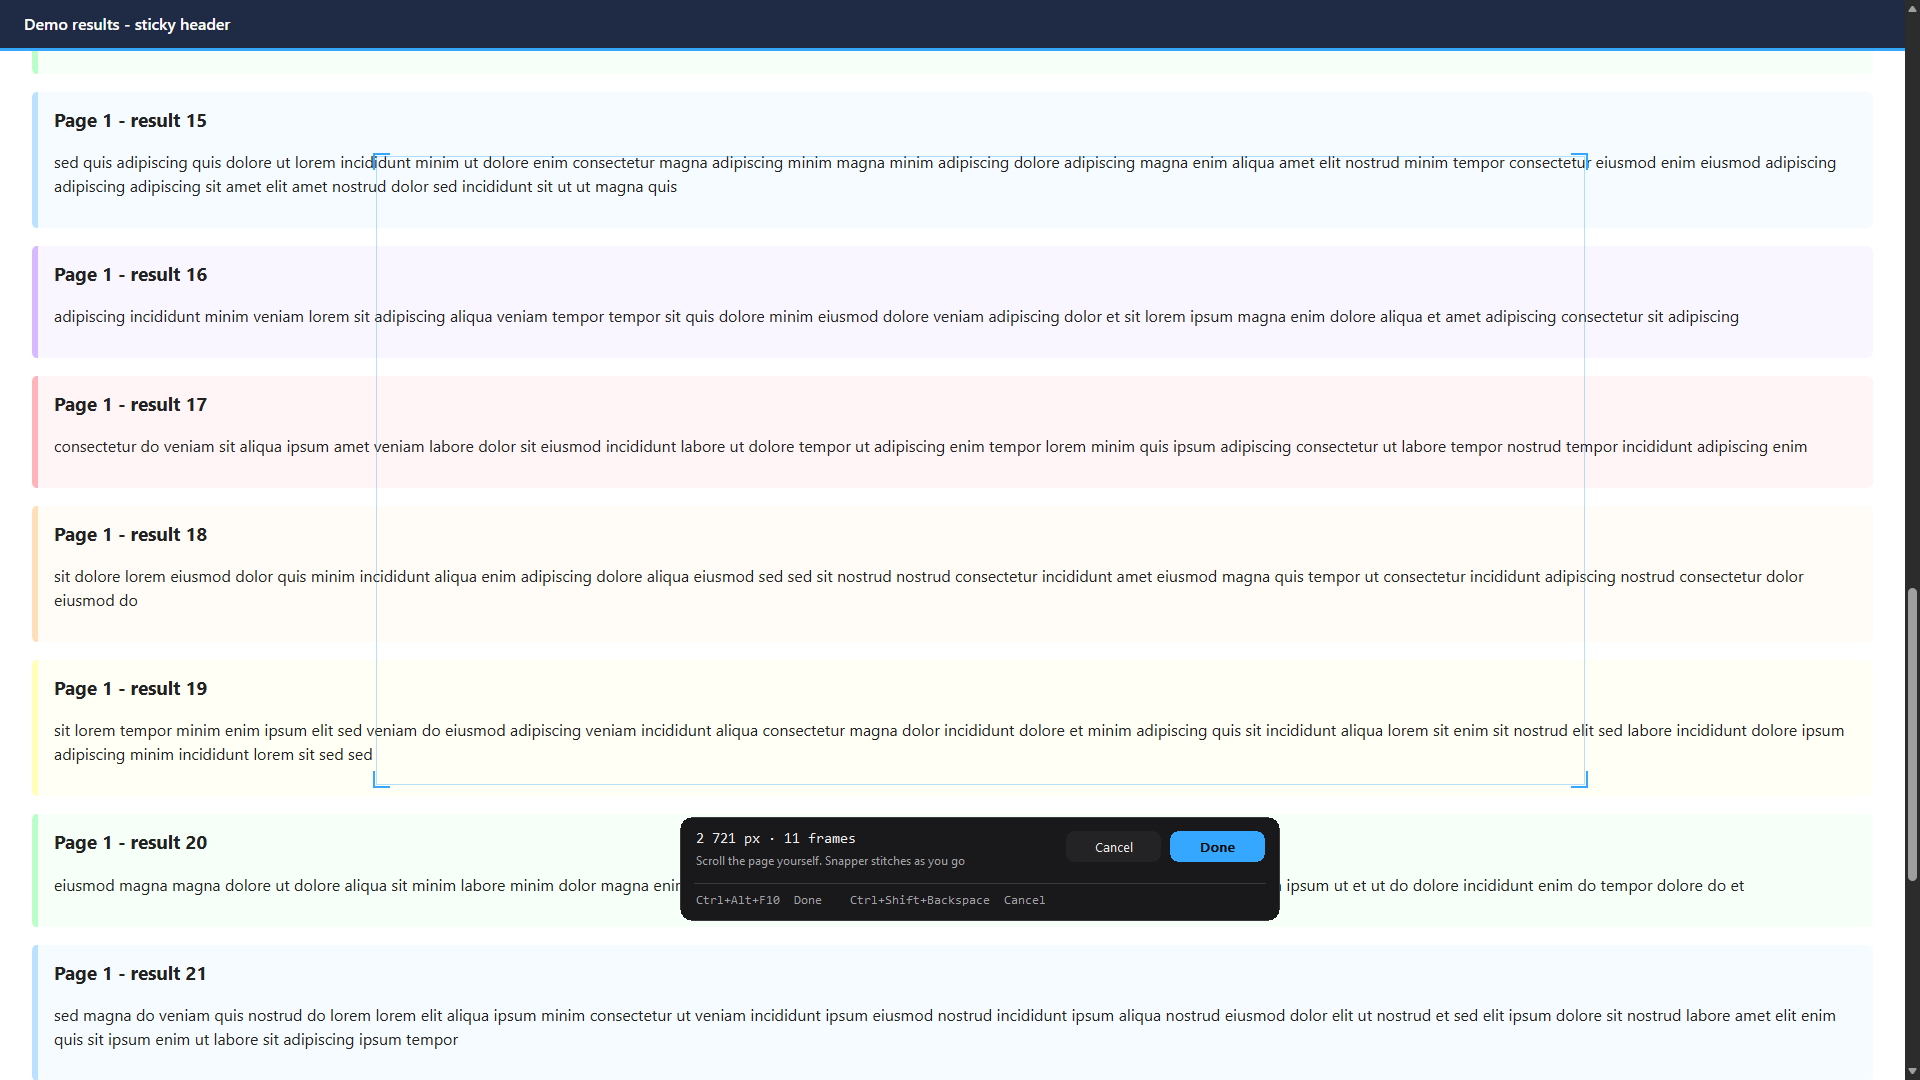 Demo results - sticky header
Page 1 - result 15
sed quis adipiscing quis dolore ut lorem incididunt minim ut dolore enim consectetur magna adipiscing minim magna minim adipiscing dolore adipiscing magna enim aliqua amet elit nostrud minim tempor consectetur eiusmod enim eiusmod adipiscing
adipiscing adipiscing sit amet elit amet nostrud dolor sed incididunt sit ut ut magna quis
Page 1 - result 16
adipiscing incididunt minim veniam lorem sit adipiscing aliqua veniam tempor tempor sit quis dolore minim eiusmod dolore veniam adipiscing dolor et sit lorem ipsum magna enim dolore aliqua et amet adipiscing consectetur sit adipiscing
Page 1 - result 17
consectetur do veniam sit aliqua ipsum amet veniam labore dolor sit eiusmod incididunt labore ut dolore tempor ut adipiscing enim tempor lorem minim quis ipsum adipiscing consectetur ut labore tempor nostrud tempor incididunt adipiscing enim
Page 1 - result 18
sit dolore lorem eiusmod dolor quis minim incididunt aliqua enim adipiscing dolore aliqua eiusmod sed sed sit nostrud nostrud consectetur incididunt amet eiusmod magna quis tempor ut consectetur incididunt adipiscing nostrud consectetur dolor
eiusmod do
Page 1 - result 19
sit lorem tempor minim enim ipsum elit sed veniam do eiusmod adipiscing veniam incididunt aliqua consectetur magna dolor incididunt dolore et minim adipiscing quis sit incididunt aliqua lorem sit enim sit nostrud elit sed labore incididunt dolore ipsum
adipiscing minim incididunt lorem sit sed sed
Page 1 - result 20
eiusmod magna magna dolore ut dolore aliqua sit minim labore minim dolor magna ipsum ut et ut do dolore incididunt enim do tempor dolore do et
2 721 px · 11 frames
Scroll the page yourself. Snapper stitches as you go
Cancel
Done
Ctrl+Alt+F10 Done Ctrl+Shift+Backspace Cancel
Page 1 - result 21
sed magna do veniam quis nostrud do lorem lorem elit aliqua ipsum minim consectetur ut veniam incididunt ipsum eiusmod nostrud incididunt ipsum aliqua nostrud eiusmod dolor elit ut nostrud et sed elit ipsum dolore sit nostrud labore amet elit enim
quis sit ipsum enim ut labore sit adipiscing ipsum tempor